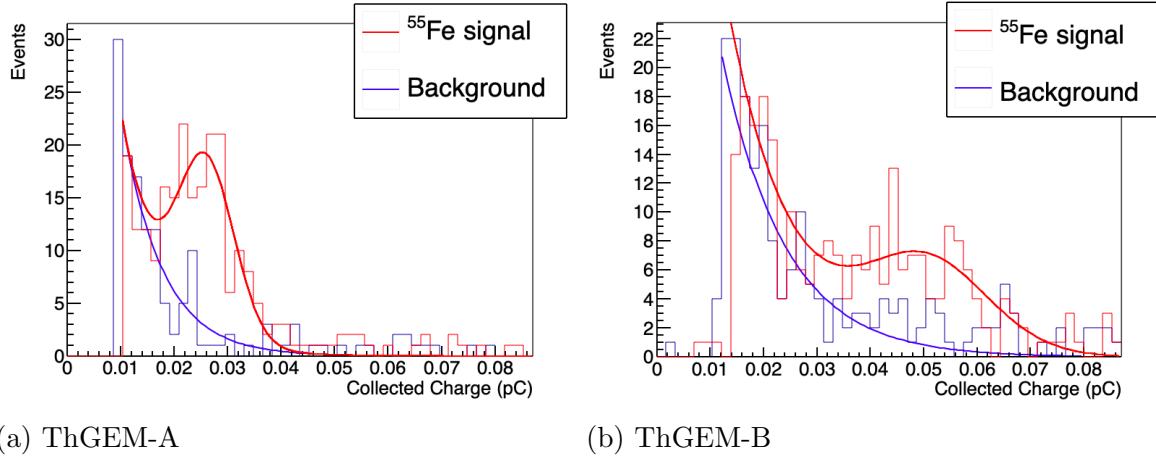 Events
30
25
20
15
10
5
0
0 0.01 0.02 0.03 0.04 0.05 0.06 0.07 0.08
Collected Charge (pC)
55Fe signal
Background
(a) ThGEM-A
Events
22
20
18
16
14
12
10
8
6
4
2
0
0 0.01 0.02 0.03 0.04 0.05 0.06 0.07 0.08
Collected Charge (pC)
55Fe signal
Background
(b) ThGEM-B